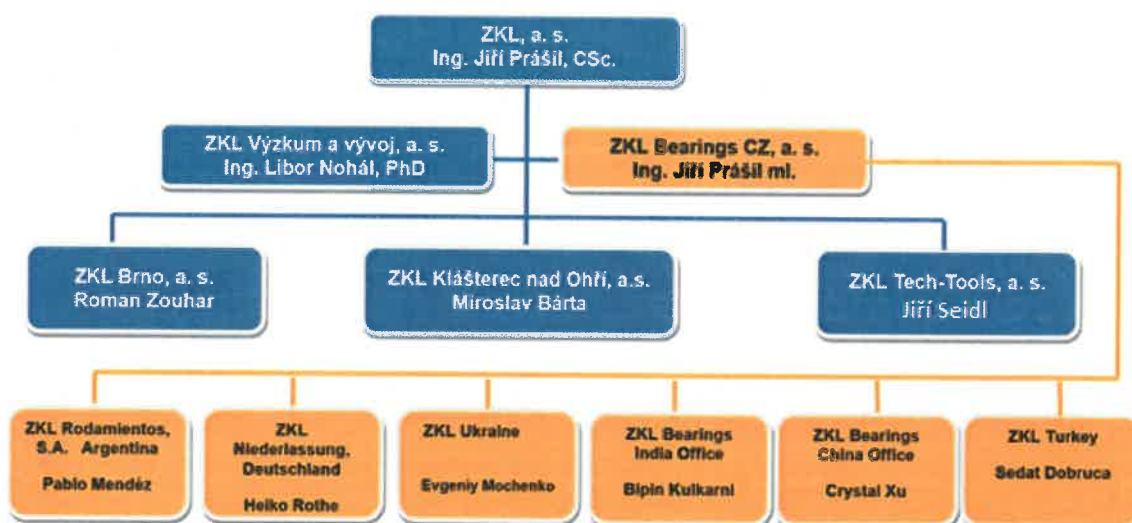 ZKL, a. s.
Ing. Jiří Prášil, CSc.
ZKL Výzkum a vývoj, a. s.
Ing. Libor Nohál, PhD
ZKL Bearings CZ, a. s.
Ing. Jiří Prášil ml.
ZKL Brno, a. s.
Roman Zouhar
ZKL Klášterec nad Ohří, a.s.
Miroslav Bárta
ZKL Tech-Tools, a. s.
Jiří Seidl
ZKL Rodamientos,
S.A. Argentina
Pablo Mendéz
ZKL
Niederlassung,
Deutschland
Heiko Rothe
ZKL Ukraine
Evgeniy Mochenko
ZKL Bearings
India Office
Bipin Kulkarni
ZKL Bearings
China Office
Crystal Xu
ZKL Turkey
Sedat Dobruca